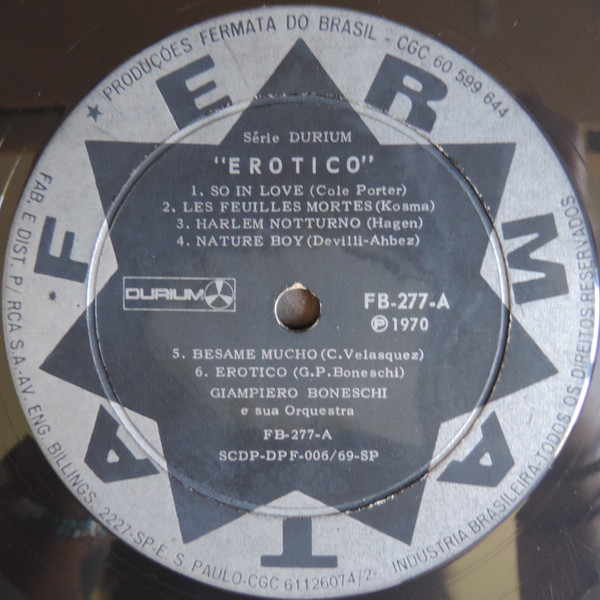 ★ PRODUÇÕES FERMATA DO BRASIL - CGC 60 599 644
FERMATA
Série DURIUM
"EROTICO"
1. SO IN LOVE (Cole Porter)
2. LES FEUILLES MORTES (Kosma)
3. HARLEM NOTTURNO (Hagen)
4. NATURE BOY (Devilli-Ahbez)
DURIUM
FB-277-A
Ⓟ 1970
5. BESAME MUCHO (C. Velasquez)
6. EROTICO (G.P. Boneschi)
GIAMPIERO BONESCHI
e sua Orquestra
FB-277-A
SCDP-DPF-006/69-SP
FAB. E DIST. P/ RCA S.A.-AV. ENG. BILLINGS, 2227-SP-E. S. PAULO-CGC 61126074/2- INDÚSTRIA BRASILEIRA-TODOS OS DIREITOS RESERVADOS